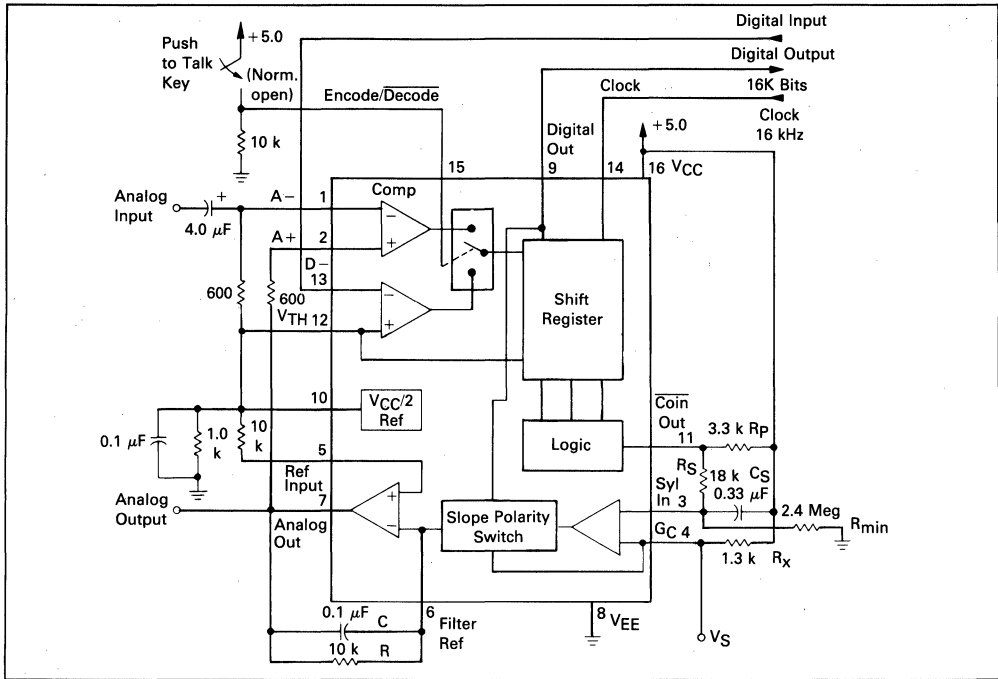 Push
to Talk
Key
+5.0
(Norm.
open)
10 k
Encode/Decode
Digital Input
Digital Output
16K Bits
Clock
Clock
16 kHz
Digital
Out
+5.0
15
9
14
16 VCC
Analog
Input
+
4.0 μF
A−
1
Comp
−
+
A+
2
D−
13
600
600
VTH 12
−
+
Shift
Register
10
VCC/2
Ref
0.1 μF
1.0
k
10
k
5
Ref
Input
7
Analog
Output
Analog
Out
+
−
Logic
Coin
Out
11
3.3 k RP
RS
18 k
CS
0.33 μF
Syl
In 3
2.4 Meg
Rmin
Slope Polarity
Switch
GC 4
1.3 k
Rx
0.1 μF
C
6
Filter
Ref
10 k
R
8 VEE
VS